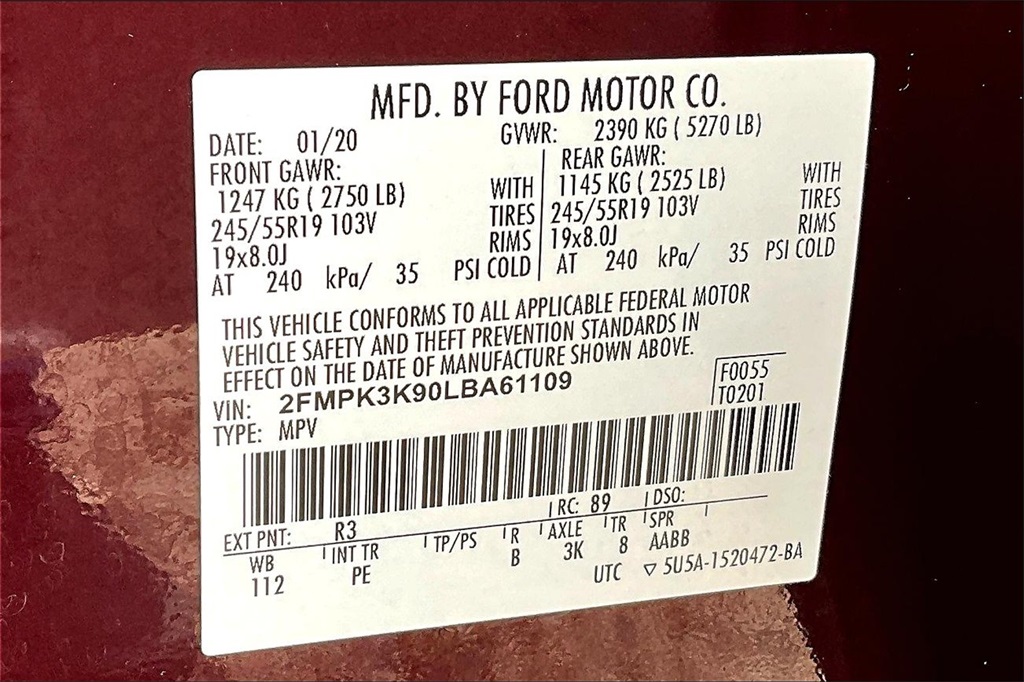 MFD. BY FORD MOTOR CO.
DATE: 01/20 GVWR: 2390 KG ( 5270 LB)
FRONT GAWR: REAR GAWR:
1247 KG ( 2750 LB) WITH 1145 KG ( 2525 LB) WITH
245/55R19 103V TIRES 245/55R19 103V TIRES
19x8.0J RIMS 19x8.0J RIMS
AT 240 kPa/ 35 PSI COLD AT 240 kPa/ 35 PSI COLD
THIS VEHICLE CONFORMS TO ALL APPLICABLE FEDERAL MOTOR
VEHICLE SAFETY AND THEFT PREVENTION STANDARDS IN
EFFECT ON THE DATE OF MANUFACTURE SHOWN ABOVE.
VIN: 2FMPK3K90LBA61109 F0055
TYPE: MPV T0201
EXT PNT: R3 RC: 89 DSO:
WB INT TR TP/PS R AXLE TR SPR
112 PE B 3K 8 AABB
UTC ▽ 5U5A-1520472-BA